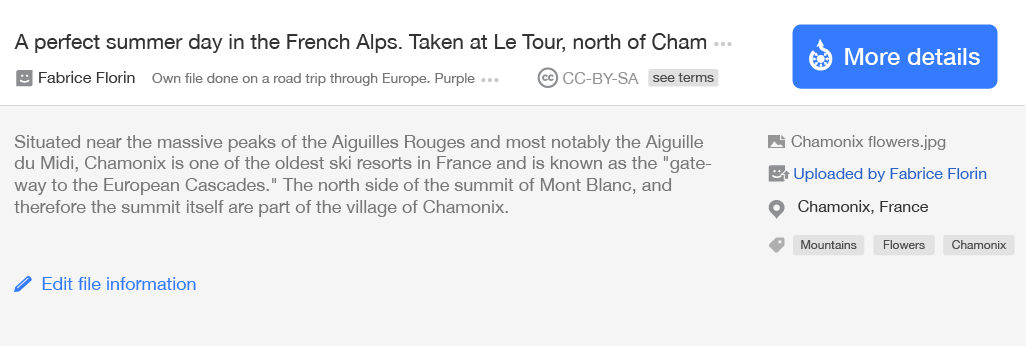 A perfect summer day in the French Alps. Taken at Le Tour, north of Cham ...
Fabrice Florin Own file done on a road trip through Europe. Purple ... cc CC-BY-SA see terms
More details
Situated near the massive peaks of the Aiguilles Rouges and most notably the Aiguille
du Midi, Chamonix is one of the oldest ski resorts in France and is known as the "gate-
way to the European Cascades." The north side of the summit of Mont Blanc, and
therefore the summit itself are part of the village of Chamonix.
Edit file information
Chamonix flowers.jpg
Uploaded by Fabrice Florin
Chamonix, France
Mountains Flowers Chamonix